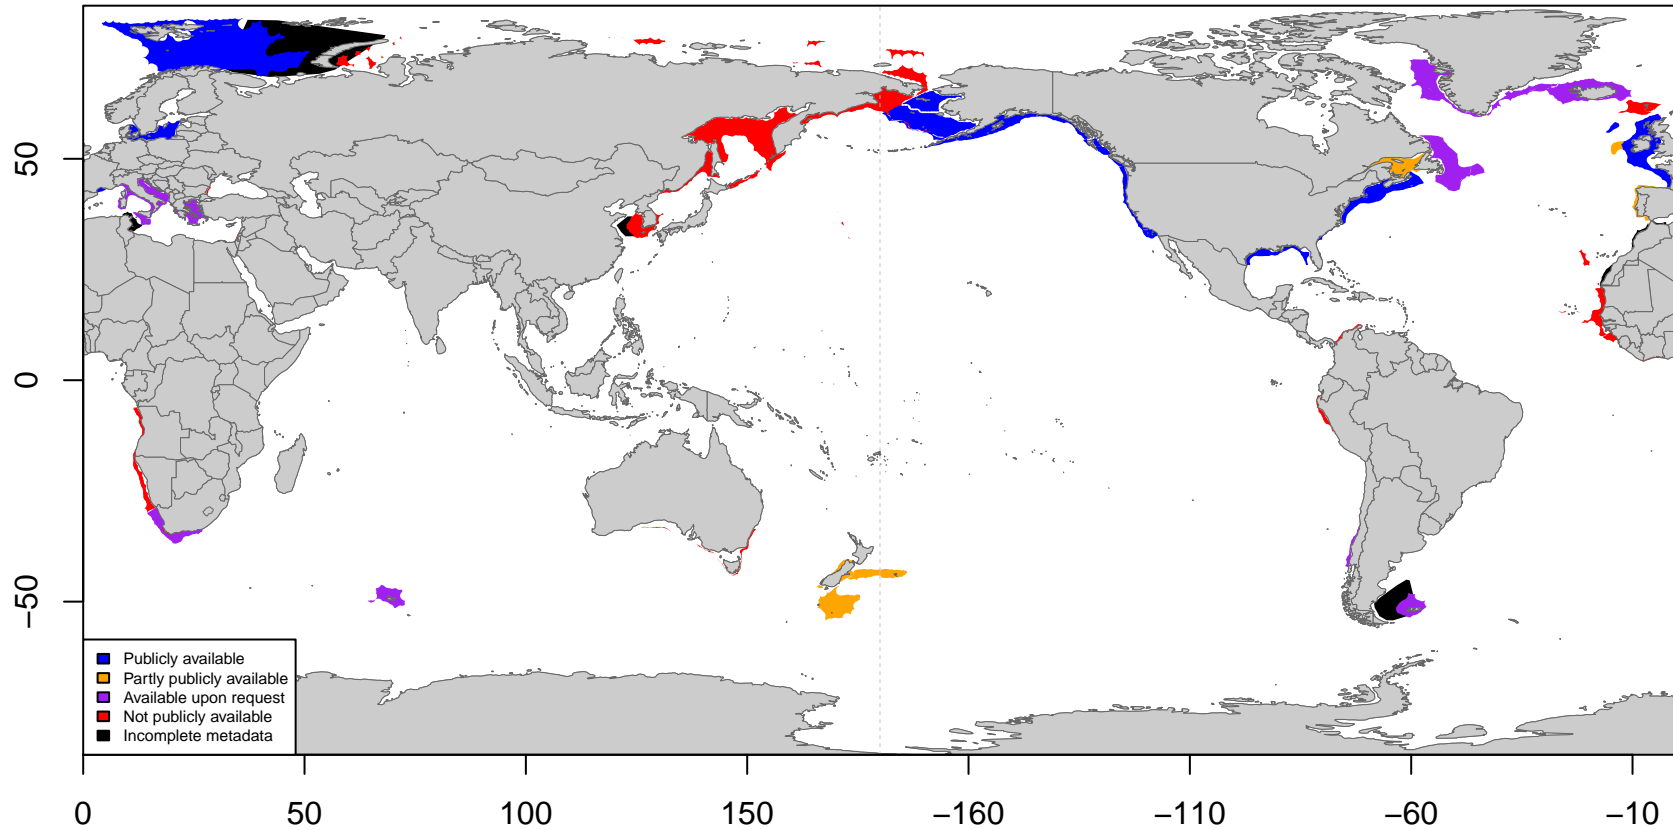 50
0
−50
Publicly available
Partly publicly available
Available upon request
Not publicly available
Incomplete metadata
0 50 100 150 −160 −110 −60 −10